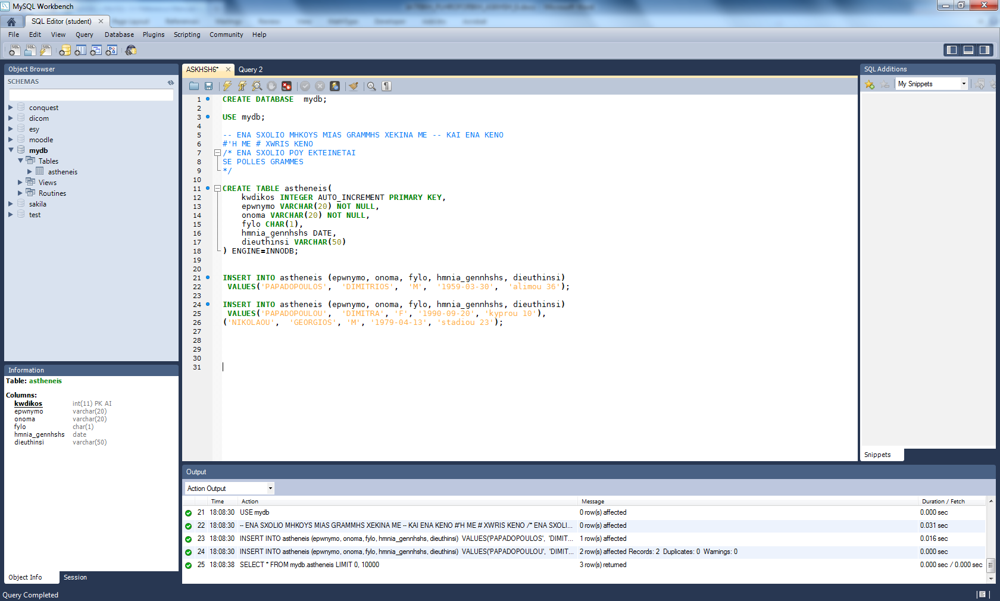 MySQL Workbench
SQL Editor (student)
File Edit View Query Database Plugins Scripting Community Help
Object Browser
SCHEMAS
conquest
dicom
esy
moodle
mydb
Tables
astheneis
Views
Routines
sakila
test
Information
Table: astheneis
Columns:
kwdikos int(11) PK AI
epwnymo varchar(20)
onoma varchar(20)
fylo char(1)
hmnia_gennhshs date
dieuthinsi varchar(50)
Object Info Session
Query Completed
ASKHSH6* Query 2
1 CREATE DATABASE  mydb;
2
3 USE mydb;
4
5 -- ENA SXOLIO MHKOYS MIAS GRAMMHS XEKINA ME -- KAI ENA KENO
6 #'H ME # XWRIS KENO
7 /* ENA SXOLIO POY EKTEINETAI
8 SE POLLES GRAMMES
9 */
10
11 CREATE TABLE astheneis(
12 kwdikos INTEGER AUTO_INCREMENT PRIMARY KEY,
13 epwnymo VARCHAR(20) NOT NULL,
14 onoma VARCHAR(20) NOT NULL,
15 fylo CHAR(1),
16 hmnia_gennhshs DATE,
17 dieuthinsi VARCHAR(50)
18 ) ENGINE=INNODB;
19
20
21 INSERT INTO astheneis (epwnymo, onoma, fylo, hmnia_gennhshs, dieuthinsi)
22 VALUES('PAPADOPOULOS',  'DIMITRIOS',  'M',  '1959-03-30',  'alimou 36');
23
24 INSERT INTO astheneis (epwnymo, onoma, fylo, hmnia_gennhshs, dieuthinsi)
25 VALUES('PAPADOPOULOU',  'DIMITRA', 'F', '1990-09-20', 'kyprou 10'),
26 ('NIKOLAOU',  'GEORGIOS', 'M', '1979-04-13', 'stadiou 23');
27
28
29
30
31
SQL Additions
My Snippets
Snippets
Output
Action Output
Time Action Message Duration / Fetch
21 18:08:30 USE mydb 0 row(s) affected 0.000 sec
22 18:08:30 -- ENA SXOLIO MHKOYS MIAS GRAMMHS XEKINA ME -- KAI ENA KENO #'H ME # XWRIS KENO /* ENA SXOLI... 0 row(s) affected 0.031 sec
23 18:08:30 INSERT INTO astheneis (epwnymo, onoma, fylo, hmnia_gennhshs, dieuthinsi)  VALUES('PAPADOPOULOS',  'DIMIT... 1 row(s) affected 0.016 sec
24 18:08:30 INSERT INTO astheneis (epwnymo, onoma, fylo, hmnia_gennhshs, dieuthinsi)  VALUES('PAPADOPOULOU',  'DIMIT... 2 row(s) affected Records: 2  Duplicates: 0  Warnings: 0 0.000 sec
25 18:08:38 SELECT * FROM mydb.astheneis LIMIT 0, 10000 3 row(s) returned 0.000 sec / 0.000 sec